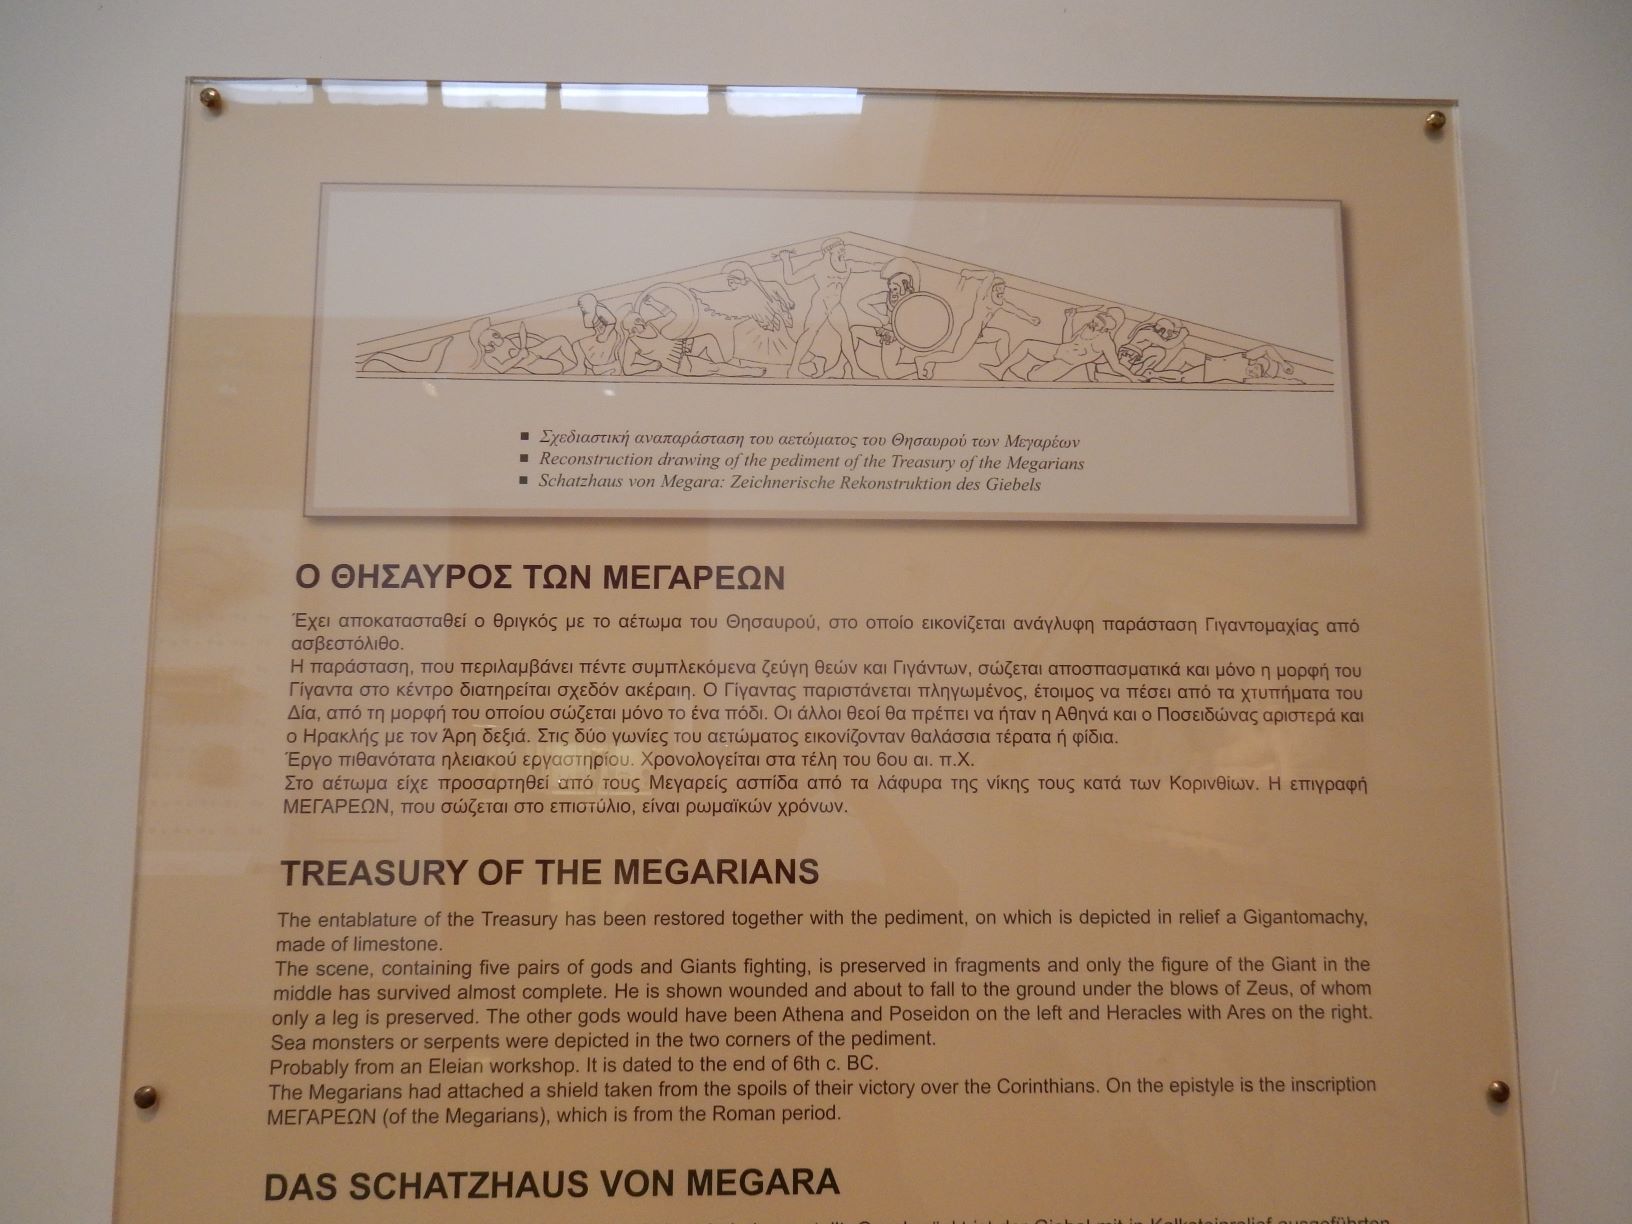 Σχεδιαστική αναπαράσταση του αετώματος του Θησαυρού των Μεγαρέων
Reconstruction drawing of the pediment of the Treasury of the Megarians
Schatzhaus von Megara: Zeichnerische Rekonstruktion des Giebels
Ο ΘΗΣΑΥΡΟΣ ΤΩΝ ΜΕΓΑΡΕΩΝ
Έχει αποκατασταθεί ο θριγκός με το αέτωμα του Θησαυρού, στο οποίο εικονίζεται ανάγλυφη παράσταση Γιγαντομαχίας από
ασβεστόλιθο.
Η παράσταση, που περιλαμβάνει πέντε συμπλεκόμενα ζεύγη θεών και Γιγάντων, σώζεται αποσπασματικά και μόνο η μορφή του
Γίγαντα στο κέντρο διατηρείται σχεδόν ακέραιη. Ο Γίγαντας παριστάνεται πληγωμένος, έτοιμος να πέσει από τα χτυπήματα του
Δία, από τη μορφή του οποίου σώζεται μόνο το ένα πόδι. Οι άλλοι θεοί θα πρέπει να ήταν η Αθηνά και ο Ποσειδώνας αριστερά και
ο Ηρακλής με τον Άρη δεξιά. Στις δύο γωνίες του αετώματος εικονίζονταν θαλάσσια τέρατα ή φίδια.
Έργο πιθανότατα ηλειακού εργαστηρίου. Χρονολογείται στα τέλη του 6ου αι. π.Χ.
Στο αέτωμα είχε προσαρτηθεί από τους Μεγαρείς ασπίδα από τα λάφυρα της νίκης τους κατά των Κορινθίων. Η επιγραφή
ΜΕΓΑΡΕΩΝ, που σώζεται στο επιστύλιο, είναι ρωμαϊκών χρόνων.
TREASURY OF THE MEGARIANS
The entablature of the Treasury has been restored together with the pediment, on which is depicted in relief a Gigantomachy,
made of limestone.
The scene, containing five pairs of gods and Giants fighting, is preserved in fragments and only the figure of the Giant in the
middle has survived almost complete. He is shown wounded and about to fall to the ground under the blows of Zeus, of whom
only a leg is preserved. The other gods would have been Athena and Poseidon on the left and Heracles with Ares on the right.
Sea monsters or serpents were depicted in the two corners of the pediment.
Probably from an Eleian workshop. It is dated to the end of 6th c. BC.
The Megarians had attached a shield taken from the spoils of their victory over the Corinthians. On the epistyle is the inscription
ΜΕΓΑΡΕΩΝ (of the Megarians), which is from the Roman period.
DAS SCHATZHAUS VON MEGARA
der Giebel mit in Kalksteinrelief ausgeführten